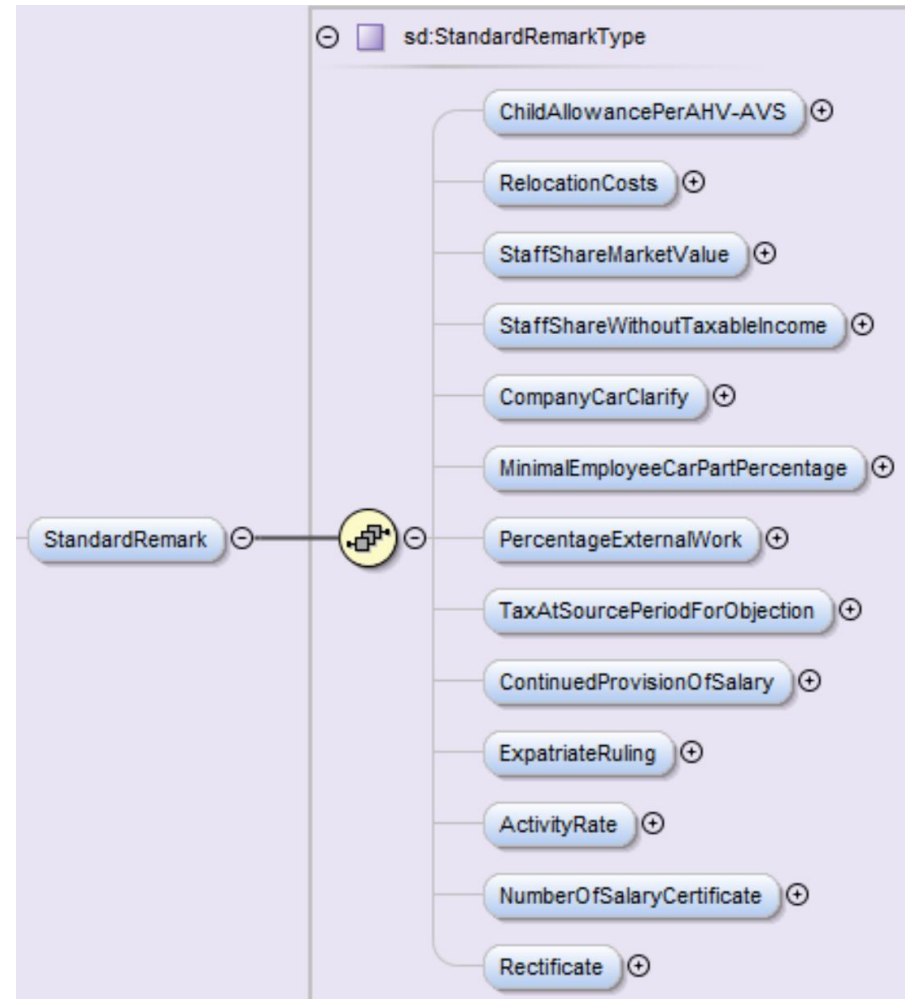 sd:StandardRemarkType
ChildAllowancePerAHV-AVS
RelocationCosts
StaffShareMarketValue
StaffShareWithoutTaxableIncome
CompanyCarClarify
MinimalEmployeeCarPartPercentage
StandardRemark
PercentageExternalWork
TaxAtSourcePeriodForObjection
ContinuedProvisionOfSalary
ExpatriateRuling
ActivityRate
NumberOfSalaryCertificate
Rectificate